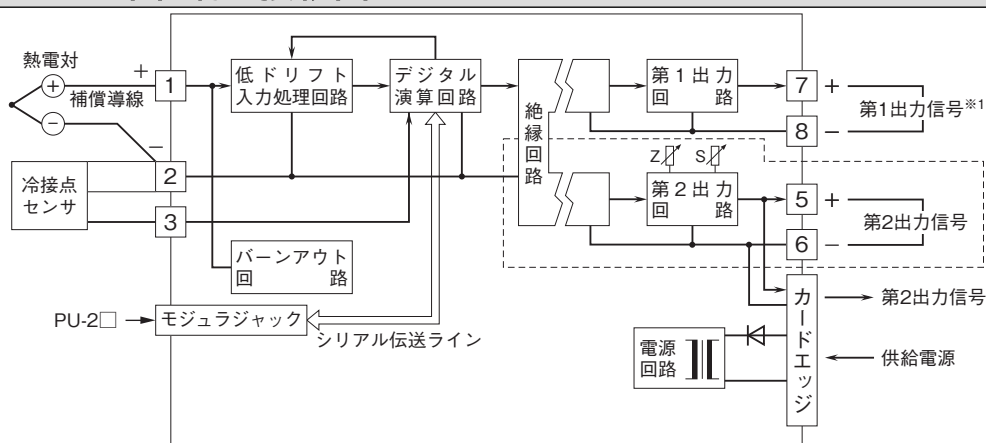 熱電対
+
+
1
補償導線
−
−
2
冷接点
センサ
3
低ドリフト
入力処理回路
デジタル
演算回路
バーンアウト
回 路
PU-2□
モジュラジャック
シリアル伝送ライン
絶縁回路
第1出力
回 路
7
+
第1出力信号※1
8
−
Z
S
第2出力
回 路
5
+
第2出力信号
6
−
カードエッジ
第2出力信号
電源
回路
供給電源